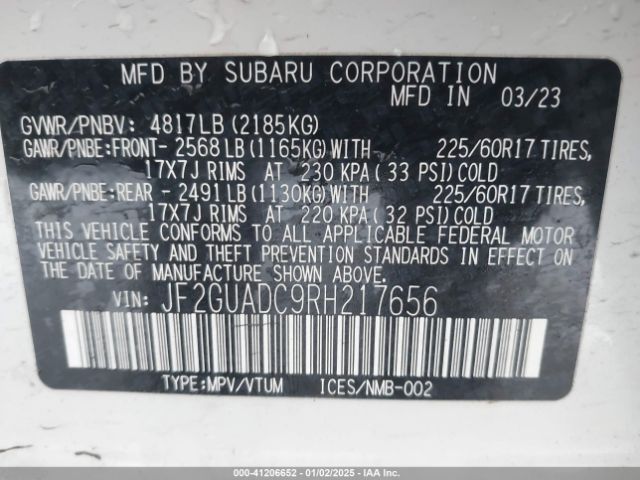 MFD BY SUBARU CORPORATION
MFD IN 03/23
GVWR/PNBV: 4817LB(2185KG)
GAWR/PNBE:FRONT- 2568LB(1165KG)WITH 225/60R17 TIRES,
17X7J RIMS AT 230 KPA(33 PSI)COLD
GAWR/PNBE:REAR - 2491LB(1130KG)WITH 225/60R17 TIRES,
17X7J RIMS AT 220 KPA(32 PSI)COLD
THIS VEHICLE CONFORMS TO ALL APPLICABLE FEDERAL MOTOR
VEHICLE SAFETY AND THEFT PREVENTION STANDARDS IN EFFECT ON
THE DATE OF MANUFACTURE SHOWN ABOVE.
VIN: JF2GUADC9RH217656
TYPE:MPV/VTUM ICES/NMB-002
000-41206652 - 01/02/2025 - IAA Inc.